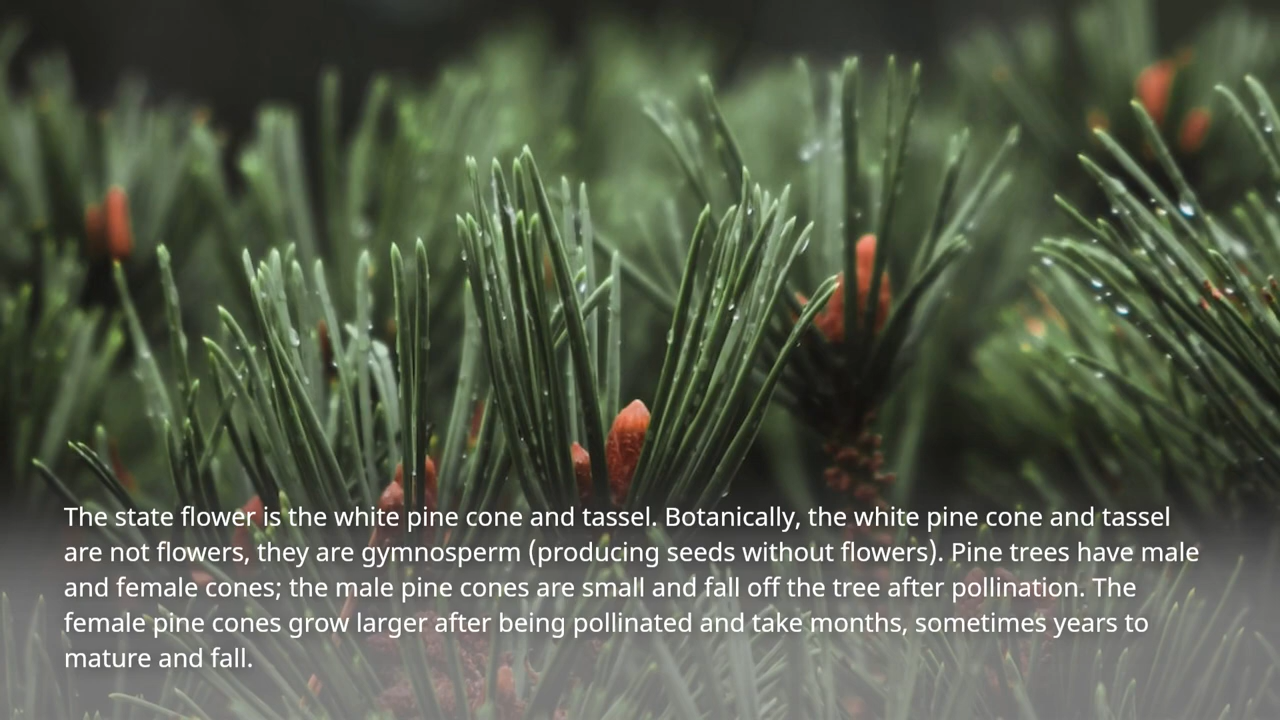 The state flower is the white pine cone and tassel. Botanically, the white pine cone and tassel
are not flowers, they are gymnosperm (producing seeds without flowers). Pine trees have male
and female cones; the male pine cones are small and fall off the tree after pollination. The
female pine cones grow larger after being pollinated and take months, sometimes years to
mature and fall.